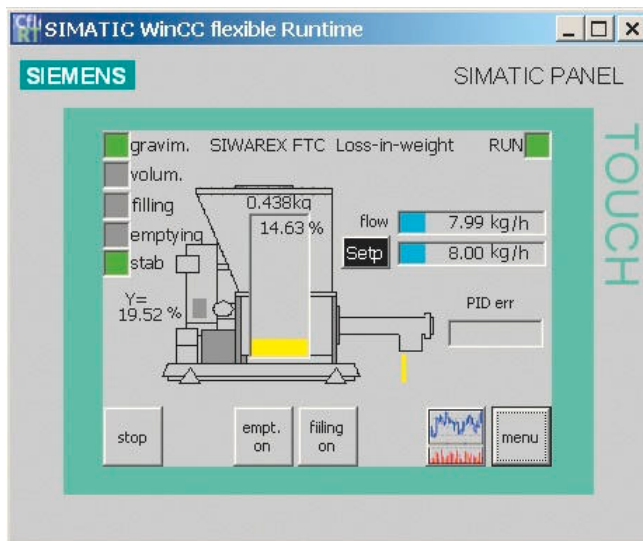 SIMATIC WinCC flexible Runtime
SIEMENS
SIMATIC PANEL
TOUCH
gravim.
SIWAREX FTC Loss-in-weight
RUN
volum.
filling
emptying
stab
0.438kg
14.63 %
flow
7.99 kg/h
Setp
8.00 kg/h
Y=
19.52 %
PID err
stop
empt.
on
fiiling
on
menu